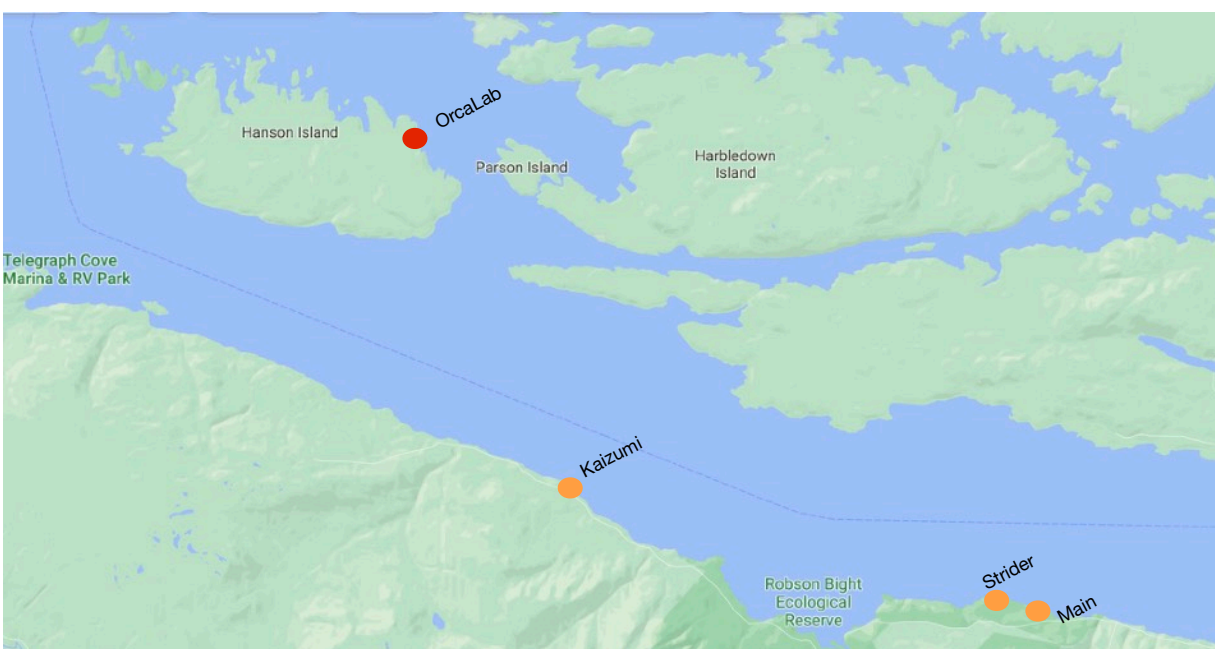 OrcaLab
Hanson Island
Parson Island
Harbledown
Island
Telegraph Cove
Marina & RV Park
Kaizumi
Strider
Robson Bight
Ecological
Reserve
Main